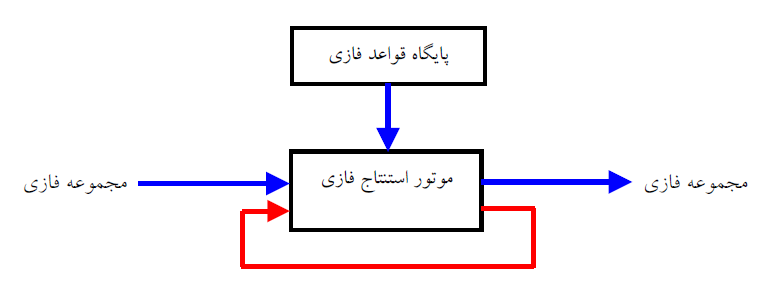 پایگاه قواعد فازی
موتور استنتاج فازی
مجموعه فازی
مجموعه فازی